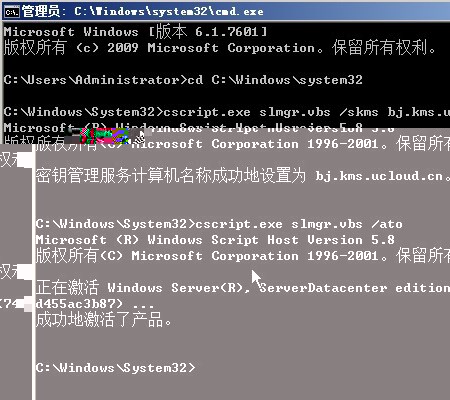 管理员: C:\Windows\system32\cmd.exe
Microsoft Windows [版本 6.1.7601]
版权所有 (c) 2009 Microsoft Corporation。保留所有权利。
C:\Users\Administrator>cd C:\Windows\system32
C:\Windows\System32>cscript.exe slmgr.vbs /skms bj.kms.u
Microsoft (R) Windows 5.8
版权所有(C) Microsoft Corporation 1996-2001。保留所有
密钥管理服务计算机名称成功地设置为 bj.kms.ucloud.cn。
C:\Windows\System32>cscript.exe slmgr.vbs /ato
Microsoft (R) Windows Script Host Version 5.8
版权所有(C) Microsoft Corporation 1996-2001。保留所有
正在激活 Windows Server(R), ServerDatacenter edition
d455ac3b87) ...
成功地激活了产品。
C:\Windows\System32>